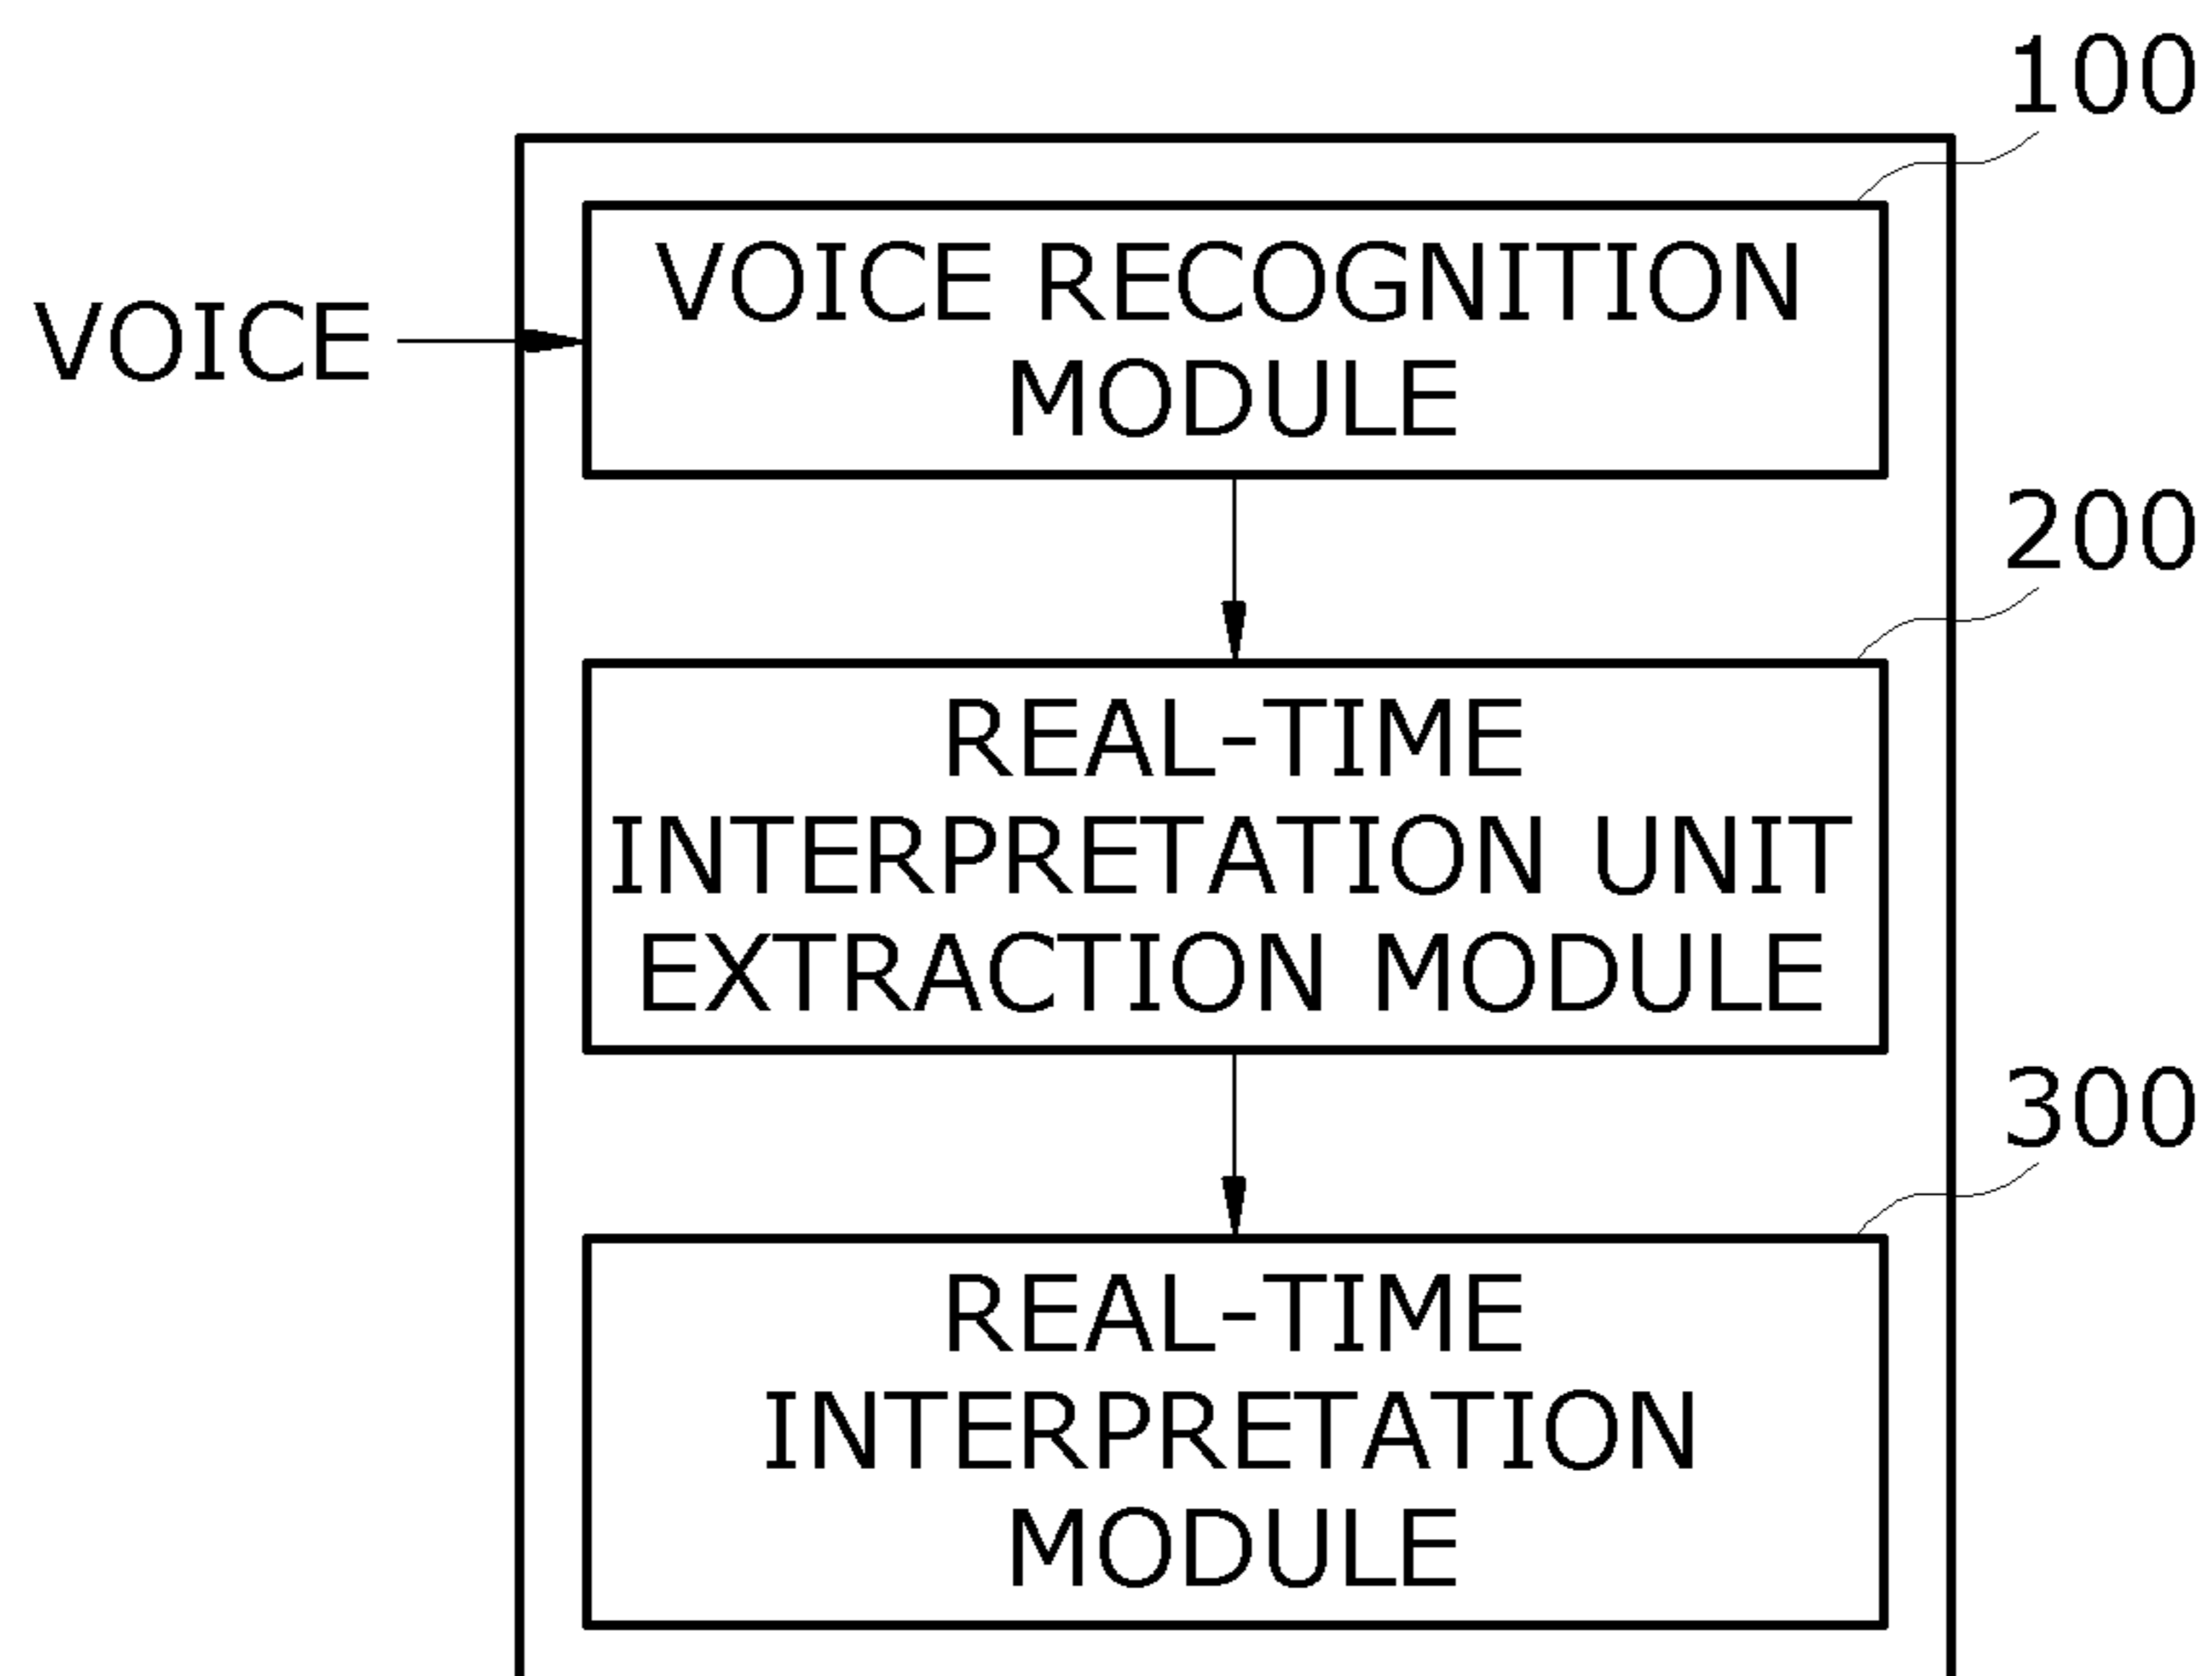 100
VOICE RECOGNITION
MODULE
VOICE
200
REAL-TIME
INTERPRETATION UNIT
EXTRACTION MODULE
300
REAL-TIME
INTERPRETATION
MODULE